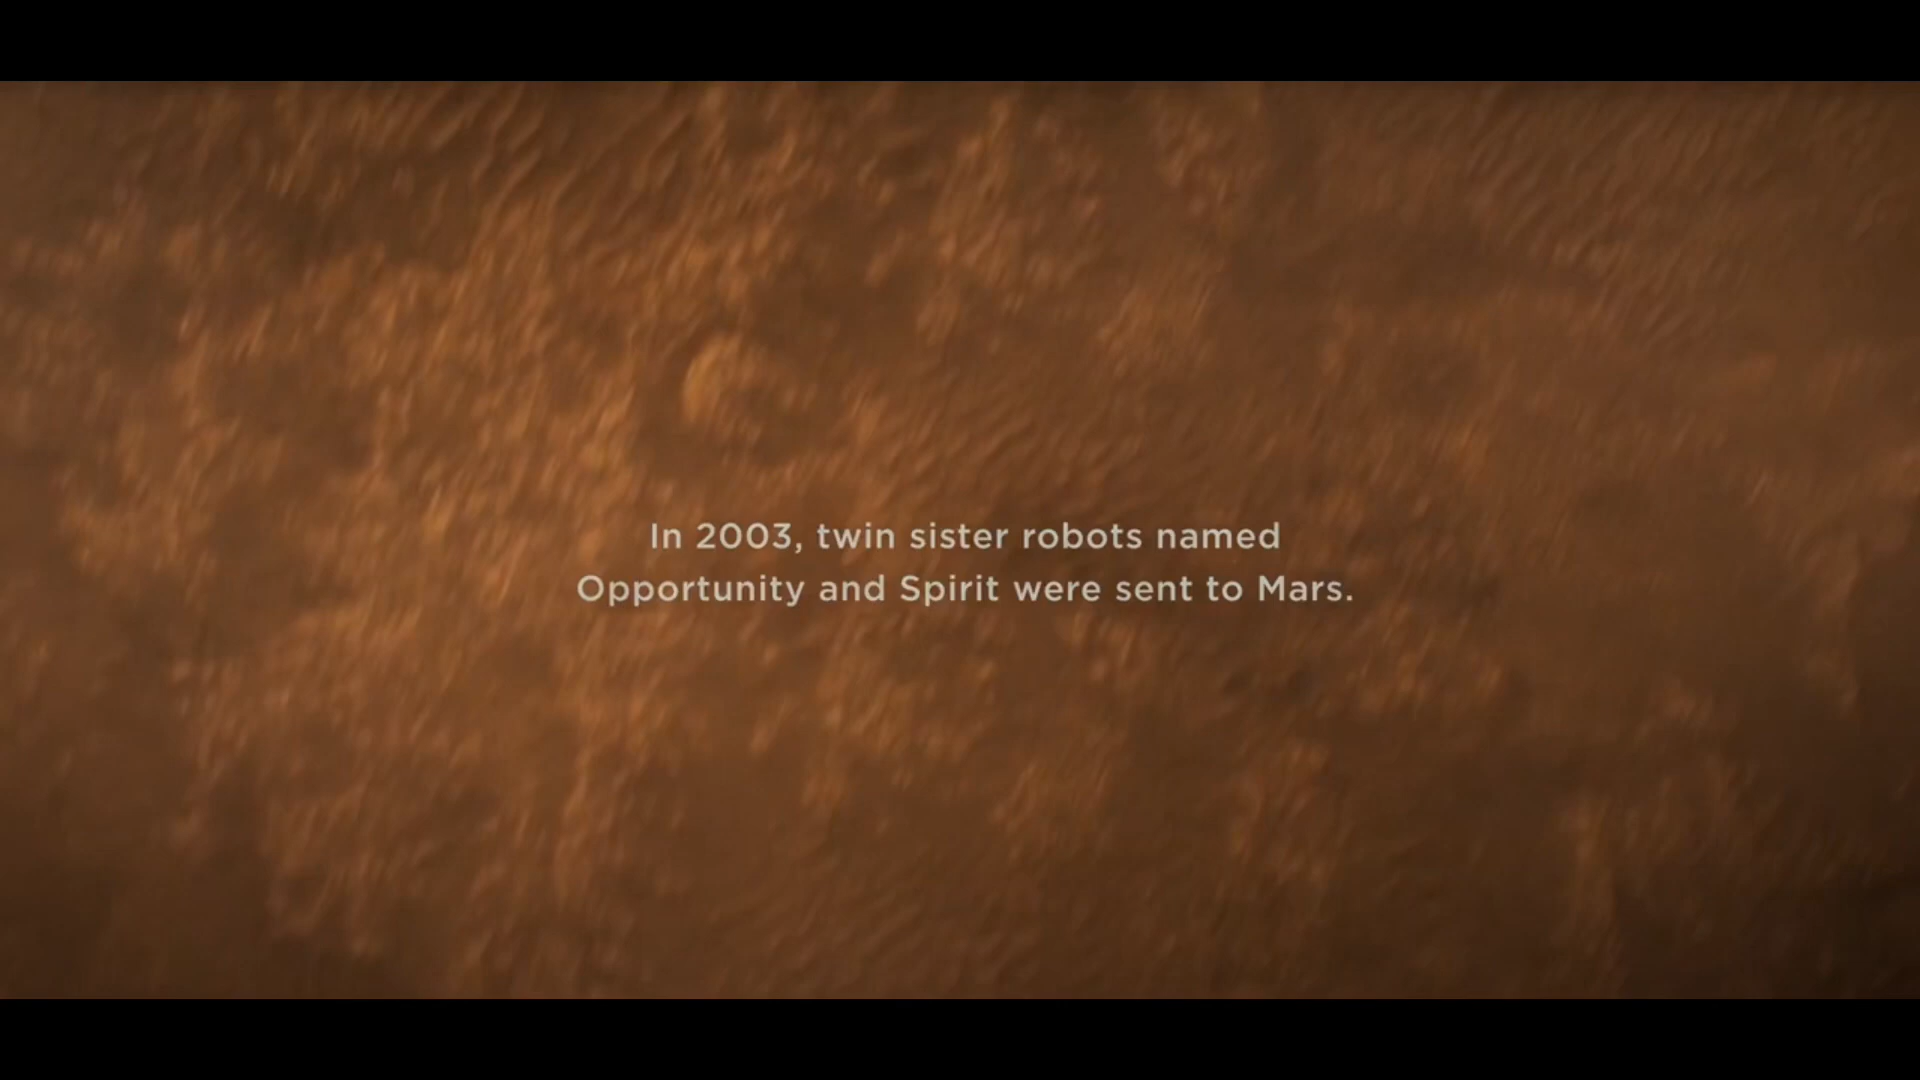 In 2003, twin sister robots named
Opportunity and Spirit were sent to Mars.